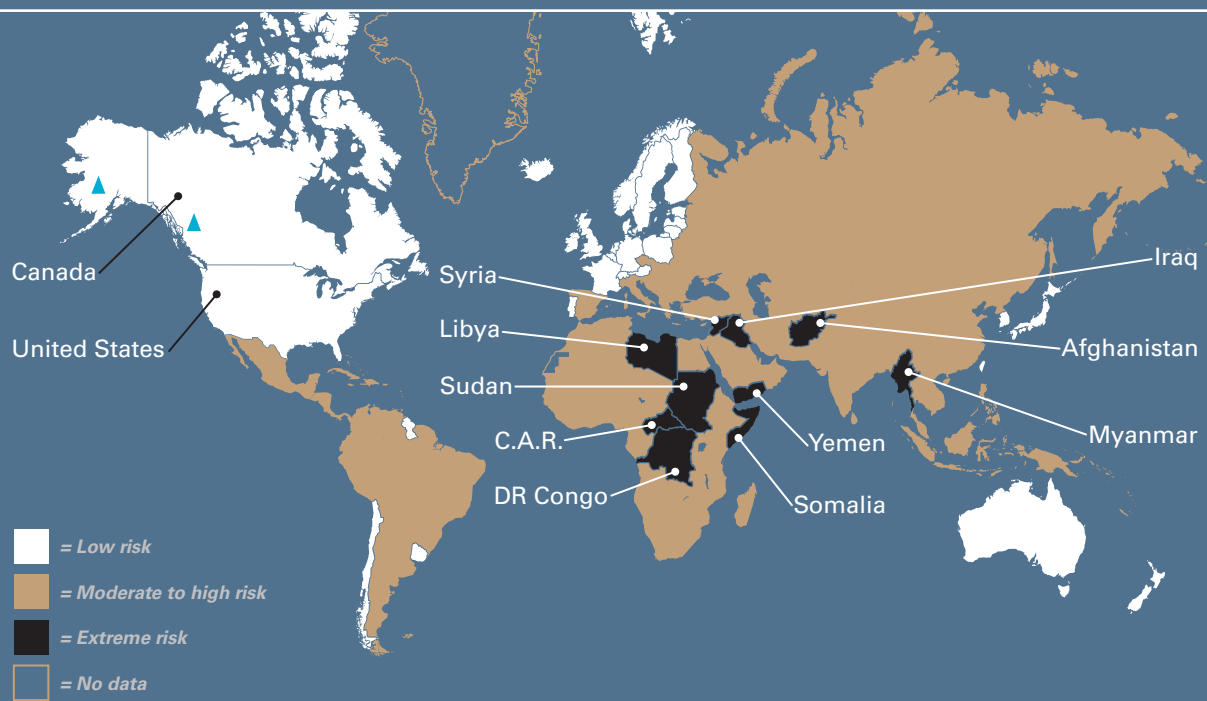 Canada
United States
Syria
Libya
Sudan
C.A.R.
DR Congo
Iraq
Afghanistan
Myanmar
Yemen
Somalia
= Low risk
= Moderate to high risk
= Extreme risk
= No data